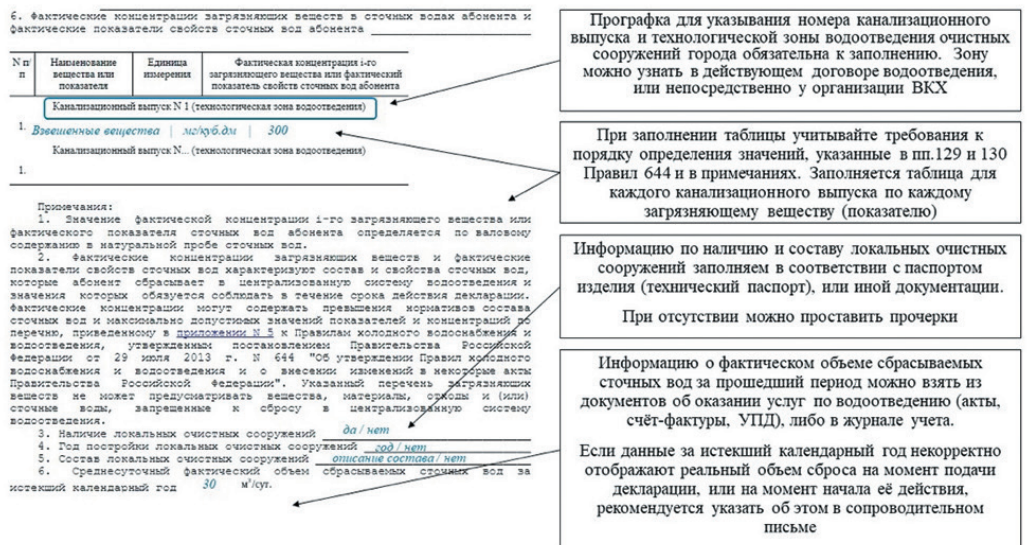 6. Фактические концентрации загрязняющих веществ в сточных водах абонента и
фактические показатели свойств сточных вод абонента
N п/п
Наименование вещества или показателя
Единица измерения
Фактическая концентрация i-го загрязняющего вещества или фактический показатель свойств сточных вод абонента
Канализационный выпуск N 1 (технологическая зона водоотведения)
1. Взвешенные вещества | мг/куб.дм | 300
Канализационный выпуск N... (технологическая зона водоотведения)
1.
Примечания:
1. Значение фактической концентрации i-го загрязняющего вещества или
фактического показателя сточных вод абонента определяется по валовому
содержанию в натуральной пробе сточных вод.
2. Фактические концентрации загрязняющих веществ и фактические
показатели свойств сточных вод характеризуют состав и свойства сточных вод,
которые абонент сбрасывает в централизованную систему водоотведения и
значения которых обязуется соблюдать в течение срока действия декларации.
Фактические концентрации могут содержать превышения нормативов состава
сточных вод и максимально допустимых значений показателей и концентраций по
перечню, приведенному в приложении N 5 к Правилам холодного водоснабжения и
водоотведения, утвержденным постановлением Правительства Российской
Федерации от 29 июля 2013 г. N 644 "Об утверждении Правил холодного
водоснабжения и водоотведения и о внесении изменений в некоторые акты
Правительства Российской Федерации". Указанный перечень загрязняющих
веществ не может предусматривать вещества, материалы, отходы и (или)
сточные воды, запрещенные к сбросу в централизованную систему
водоотведения.
3. Наличие локальных очистных сооружений да / нет
4. Год постройки локальных очистных сооружений год / нет
5. Состав локальных очистных сооружений описание состава / нет
6. Среднесуточный фактический объем сбрасываемых сточных вод за
истекший календарный год 30 м³/сут.
Прографка для указывания номера канализационного
выпуска и технологической зоны водоотведения очистных
сооружений города обязательна к заполнению. Зону
можно узнать в действующем договоре водоотведения,
или непосредственно у организации ВКХ
При заполнении таблицы учитывайте требования к
порядку определения значений, указанные в пп.129 и 130
Правил 644 и в примечаниях. Заполняется таблица для
каждого канализационного выпуска по каждому
загрязняющему веществу (показателю)
Информацию по наличию и составу локальных очистных
сооружений заполняем в соответствии с паспортом
изделия (технический паспорт), или иной документации.
При отсутствии можно проставить прочерки
Информацию о фактическом объеме сбрасываемых
сточных вод за прошедший период можно взять из
документов об оказании услуг по водоотведению (акты,
счёт-фактуры, УПД), либо в журнале учета.
Если данные за истекший календарный год некорректно
отображают реальный объем сброса на момент подачи
декларации, или на момент начала её действия,
рекомендуется указать об этом в сопроводительном
письме